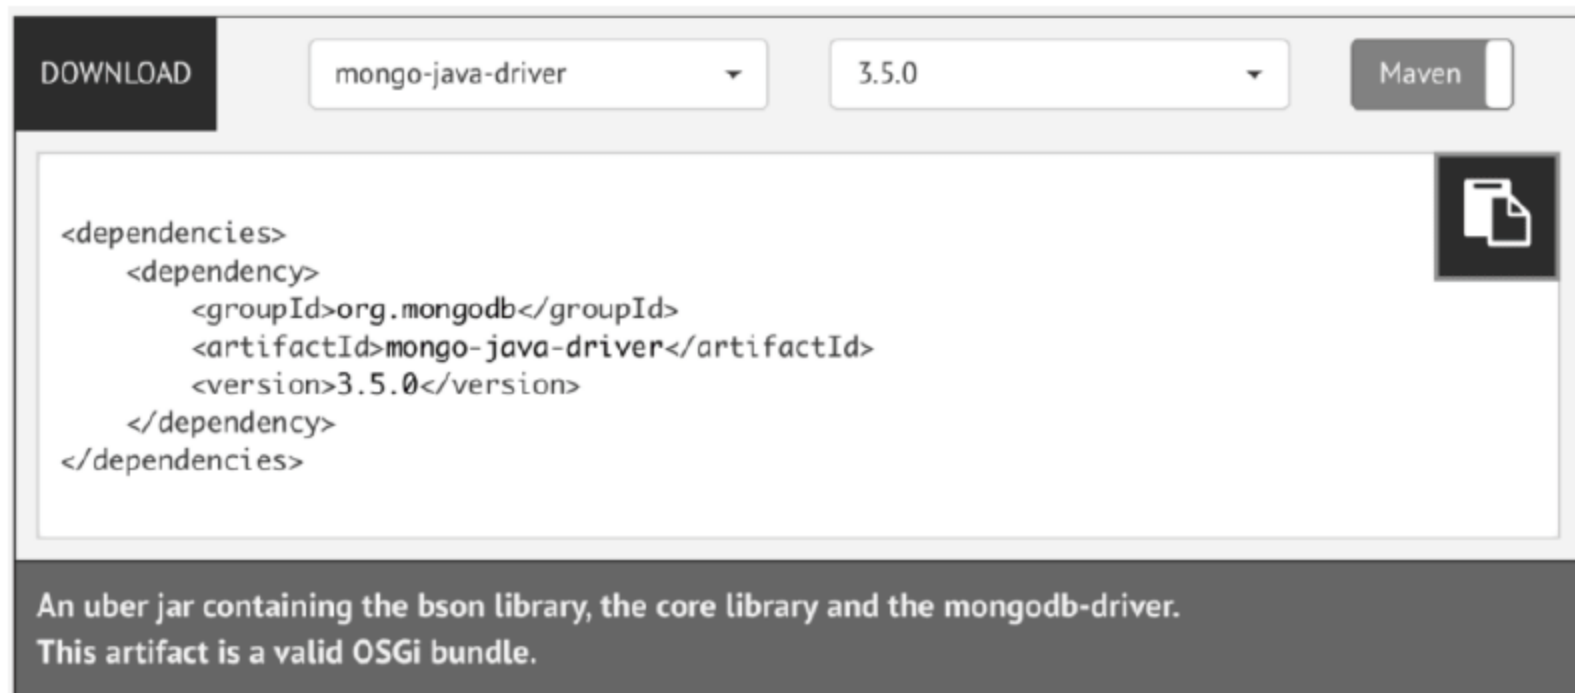 DOWNLOAD mongo-java-driver 3.5.0 Maven
<dependencies>
    <dependency>
        <groupId>org.mongodb</groupId>
        <artifactId>mongo-java-driver</artifactId>
        <version>3.5.0</version>
    </dependency>
</dependencies>
An uber jar containing the bson library, the core library and the mongodb-driver.
This artifact is a valid OSGi bundle.